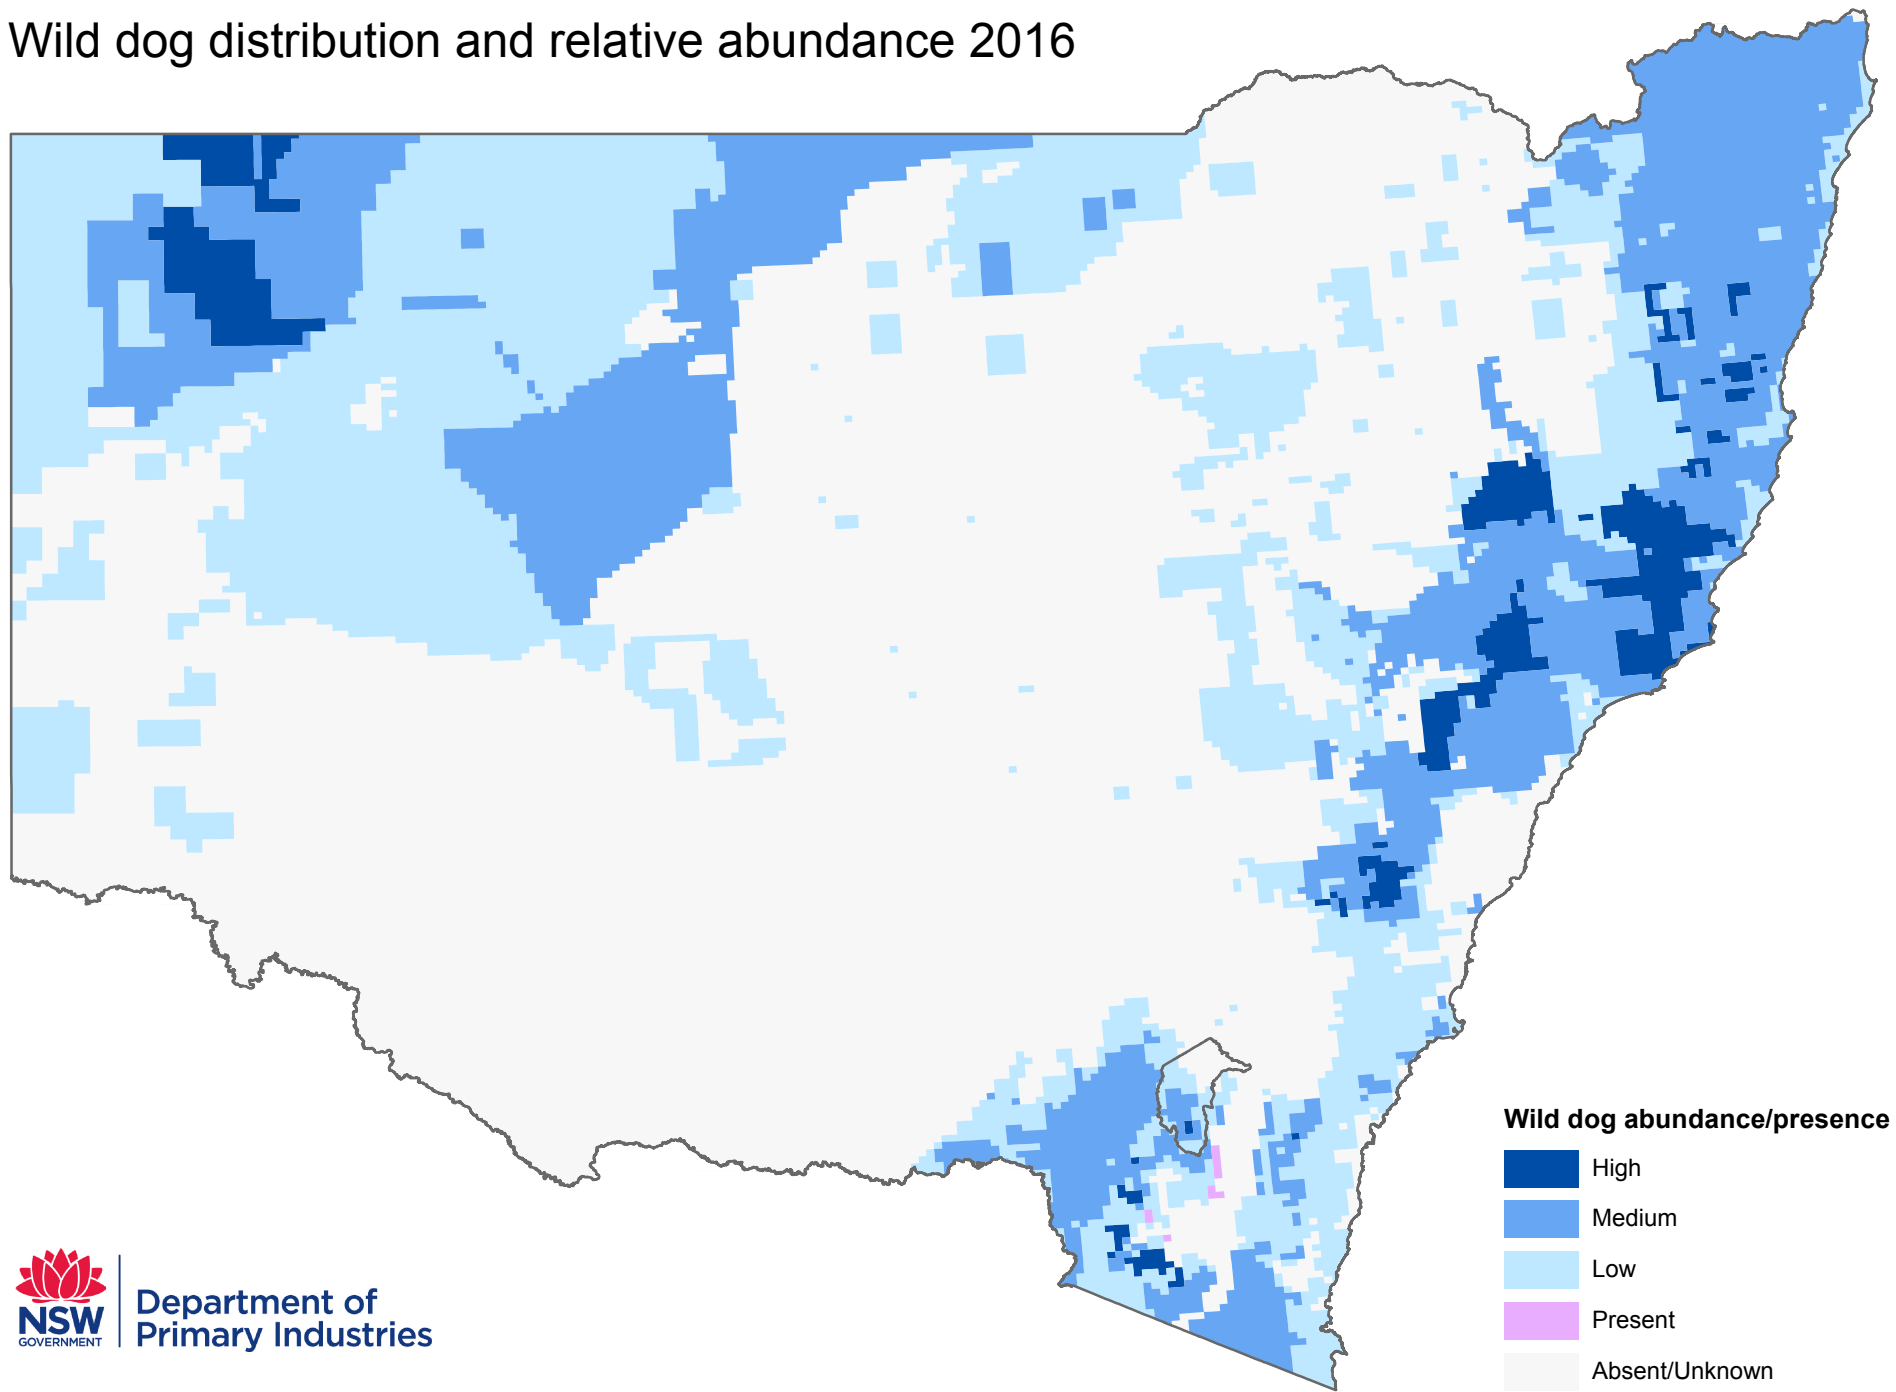 Wild dog distribution and relative abundance 2016
Wild dog abundance/presence
High
Medium
Low
Present
Absent/Unknown
NSW
GOVERNMENT
Department of
Primary Industries